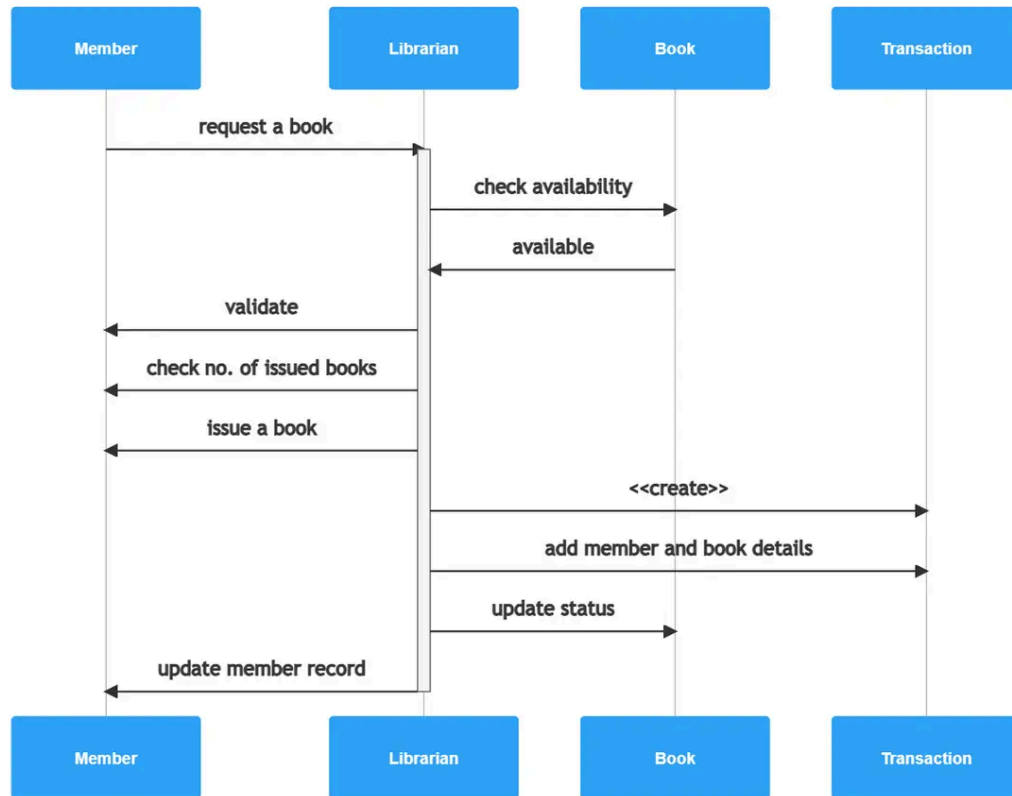 Member
Librarian
Book
Transaction
request a book
check availability
available
validate
check no. of issued books
issue a book
<<create>>
add member and book details
update status
update member record
Member
Librarian
Book
Transaction